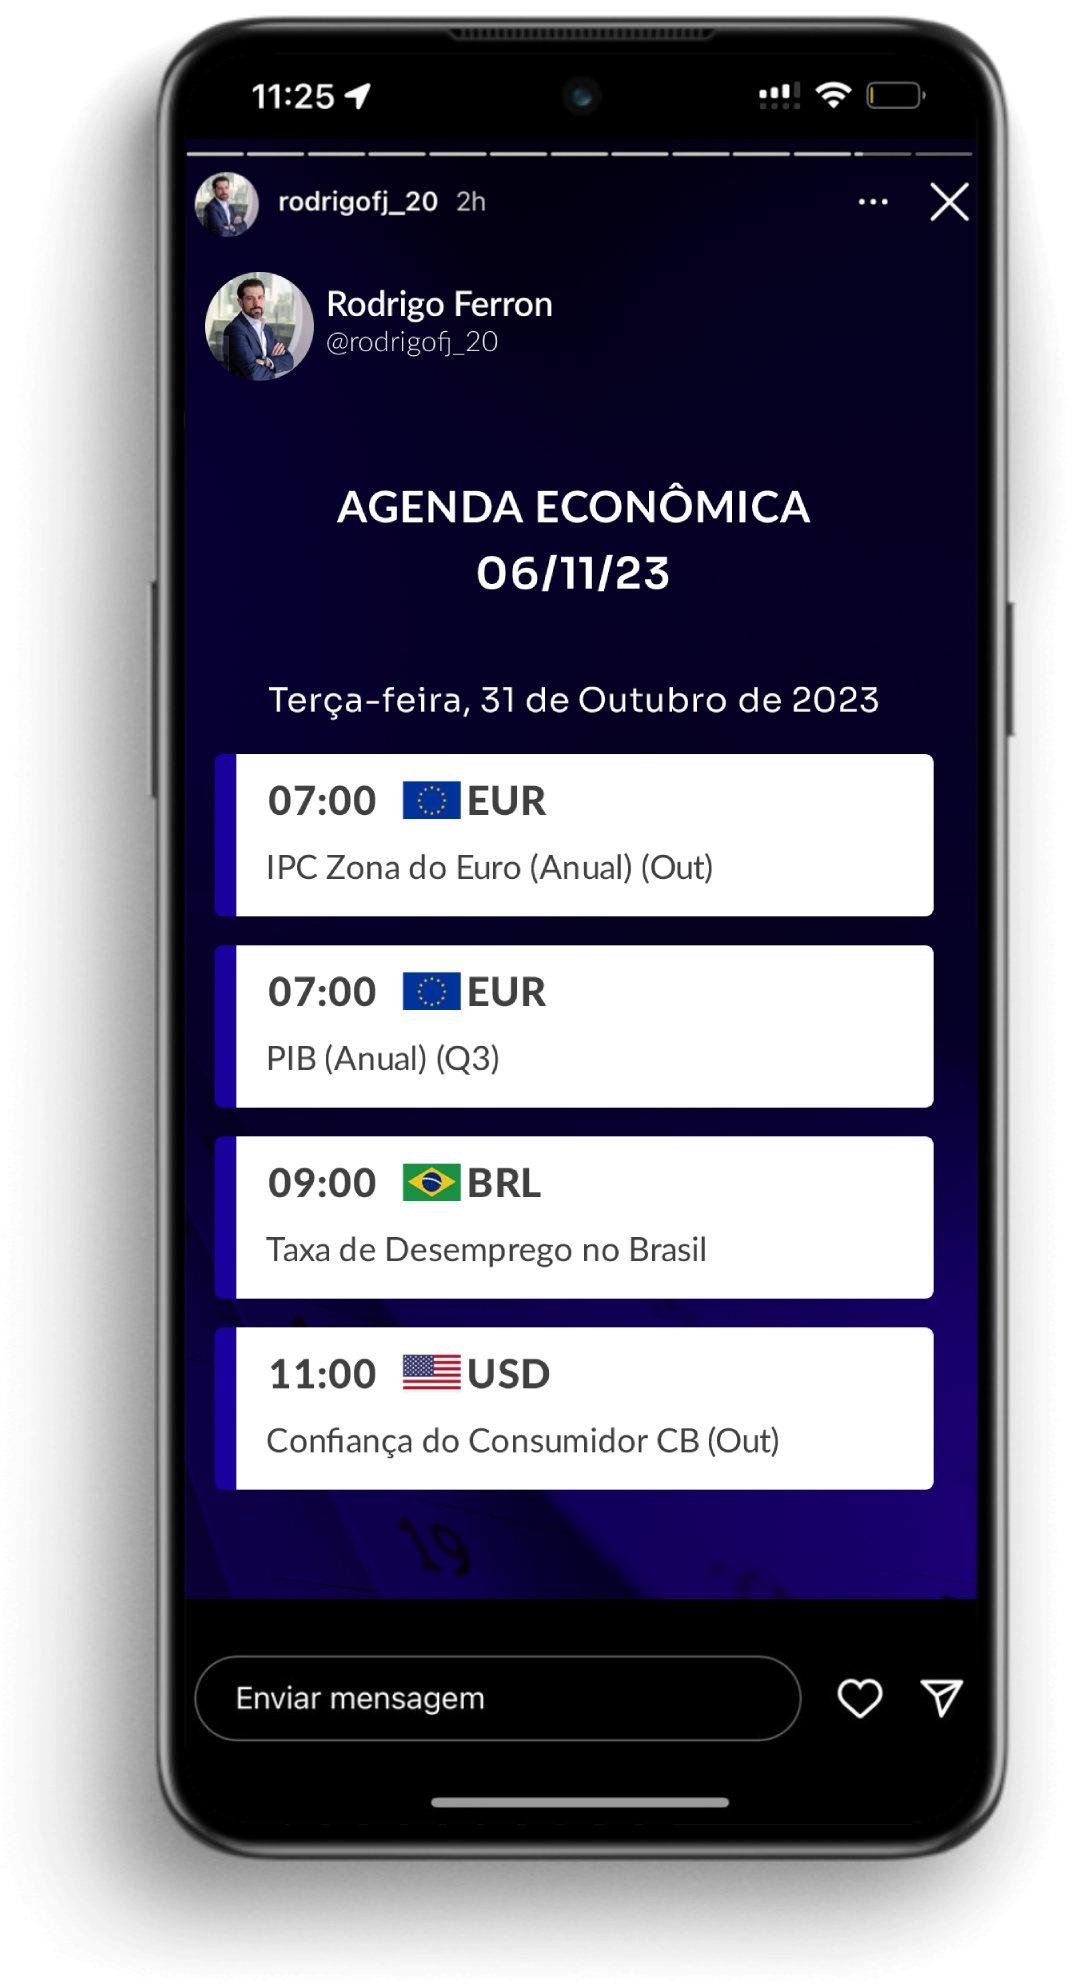 11:25
rodrigofj_20 2h
Rodrigo Ferron
@rodrigofj_20
AGENDA ECONÔMICA
06/11/23
Terça-feira, 31 de Outubro de 2023
07:00 EUR
IPC Zona do Euro (Anual) (Out)
07:00 EUR
PIB (Anual) (Q3)
09:00 BRL
Taxa de Desemprego no Brasil
11:00 USD
Confiança do Consumidor CB (Out)
19
Enviar mensagem